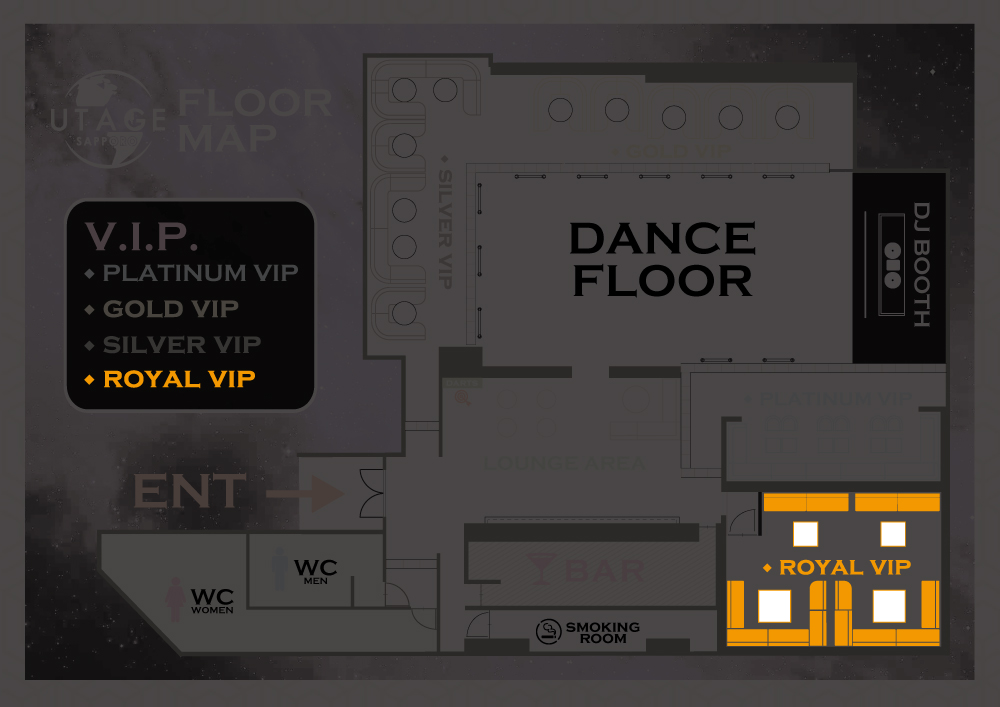 UTAGE
SAPPORO
FLOOR
MAP
V.I.P.
◆ PLATINUM VIP
◆ GOLD VIP
◆ SILVER VIP
◆ ROYAL VIP
◆ GOLD VIP
◆ SILVER VIP
DANCE
FLOOR
DJ BOOTH
DARTS
◆ PLATINUM VIP
LOUNGE AREA
ENT
◆ ROYAL VIP
WC
MEN
WC
WOMEN
BAR
SMOKING
ROOM